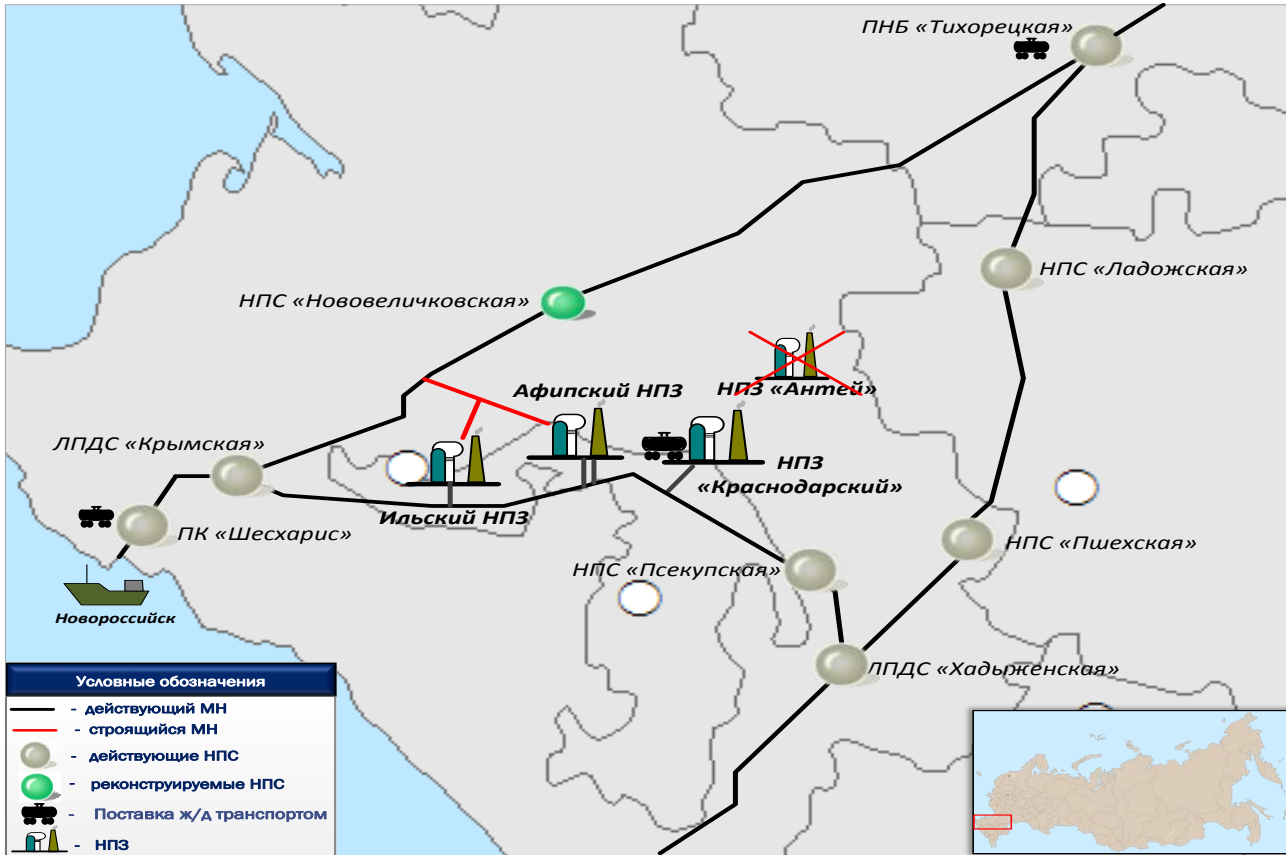 ПНБ «Тихорецкая»
НПС «Ладожская»
НПС «Нововеличковская»
НПЗ «Антей»
Афипский НПЗ
ЛПДС «Крымская»
НПЗ
«Краснодарский»
Ильский НПЗ
ПК «Шесхарис»
НПС «Пшехская»
НПС «Псекупская»
Новороссийск
ЛПДС «Хадыженская»
Условные обозначения
- действующий МН
- строящийся МН
- действующие НПС
- реконструируемые НПС
- Поставка ж/д транспортом
- НПЗ